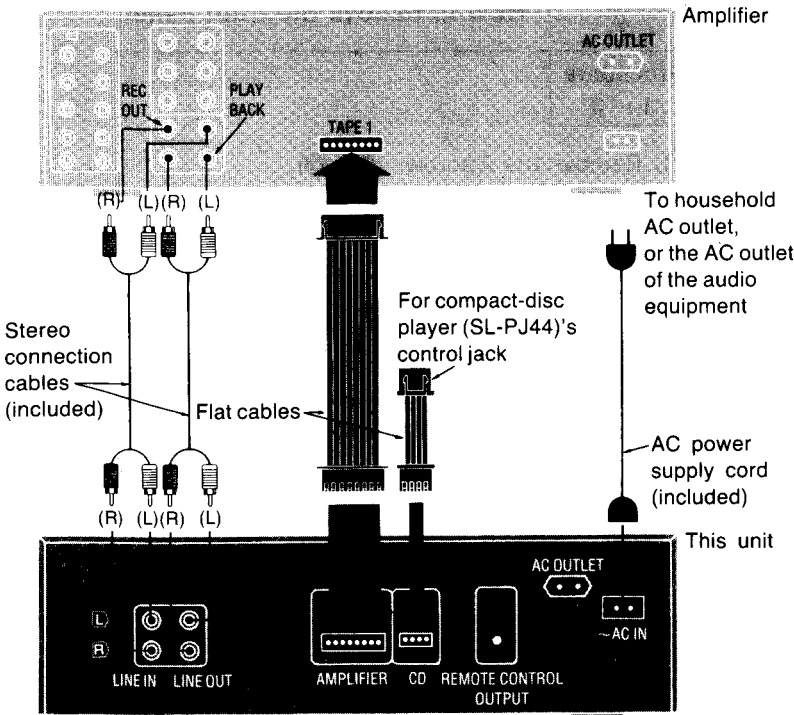 Amplifier
AC OUTLET
REC
OUT
PLAY
BACK
TAPE 1
(R) (L) (R) (L)
To household
AC outlet,
or the AC outlet
of the audio
equipment
For compact-disc
player (SL-PJ44)'s
control jack
Stereo
connection
cables
(included)
Flat cables
AC power
supply cord
(included)
(R) (L) (R) (L)
This unit
AC OUTLET
L
R
~AC IN
LINE IN LINE OUT
AMPLIFIER CD REMOTE CONTROL
OUTPUT